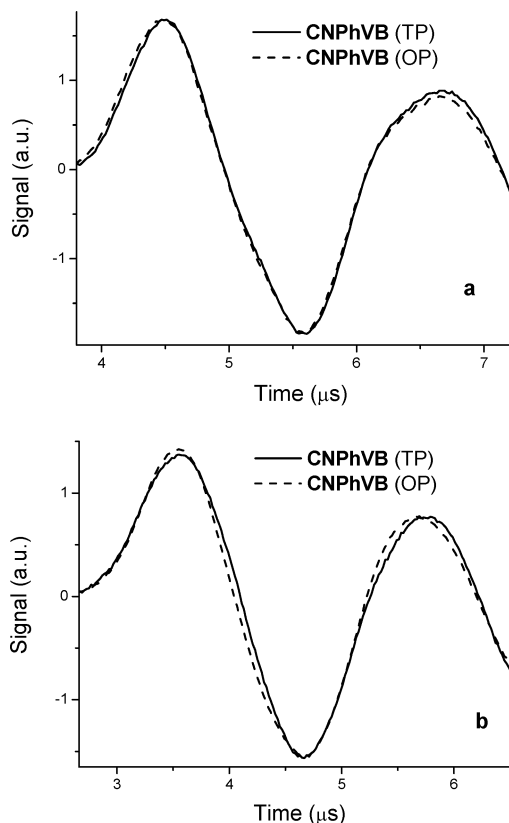 CNPhVB (TP)
CNPhVB (OP)
1
0
-1
Signal (a.u.)
a
4 5 6 7
Time (μs)
CNPhVB (TP)
CNPhVB (OP)
1
0
-1
Signal (a.u.)
b
3 4 5 6
Time (μs)